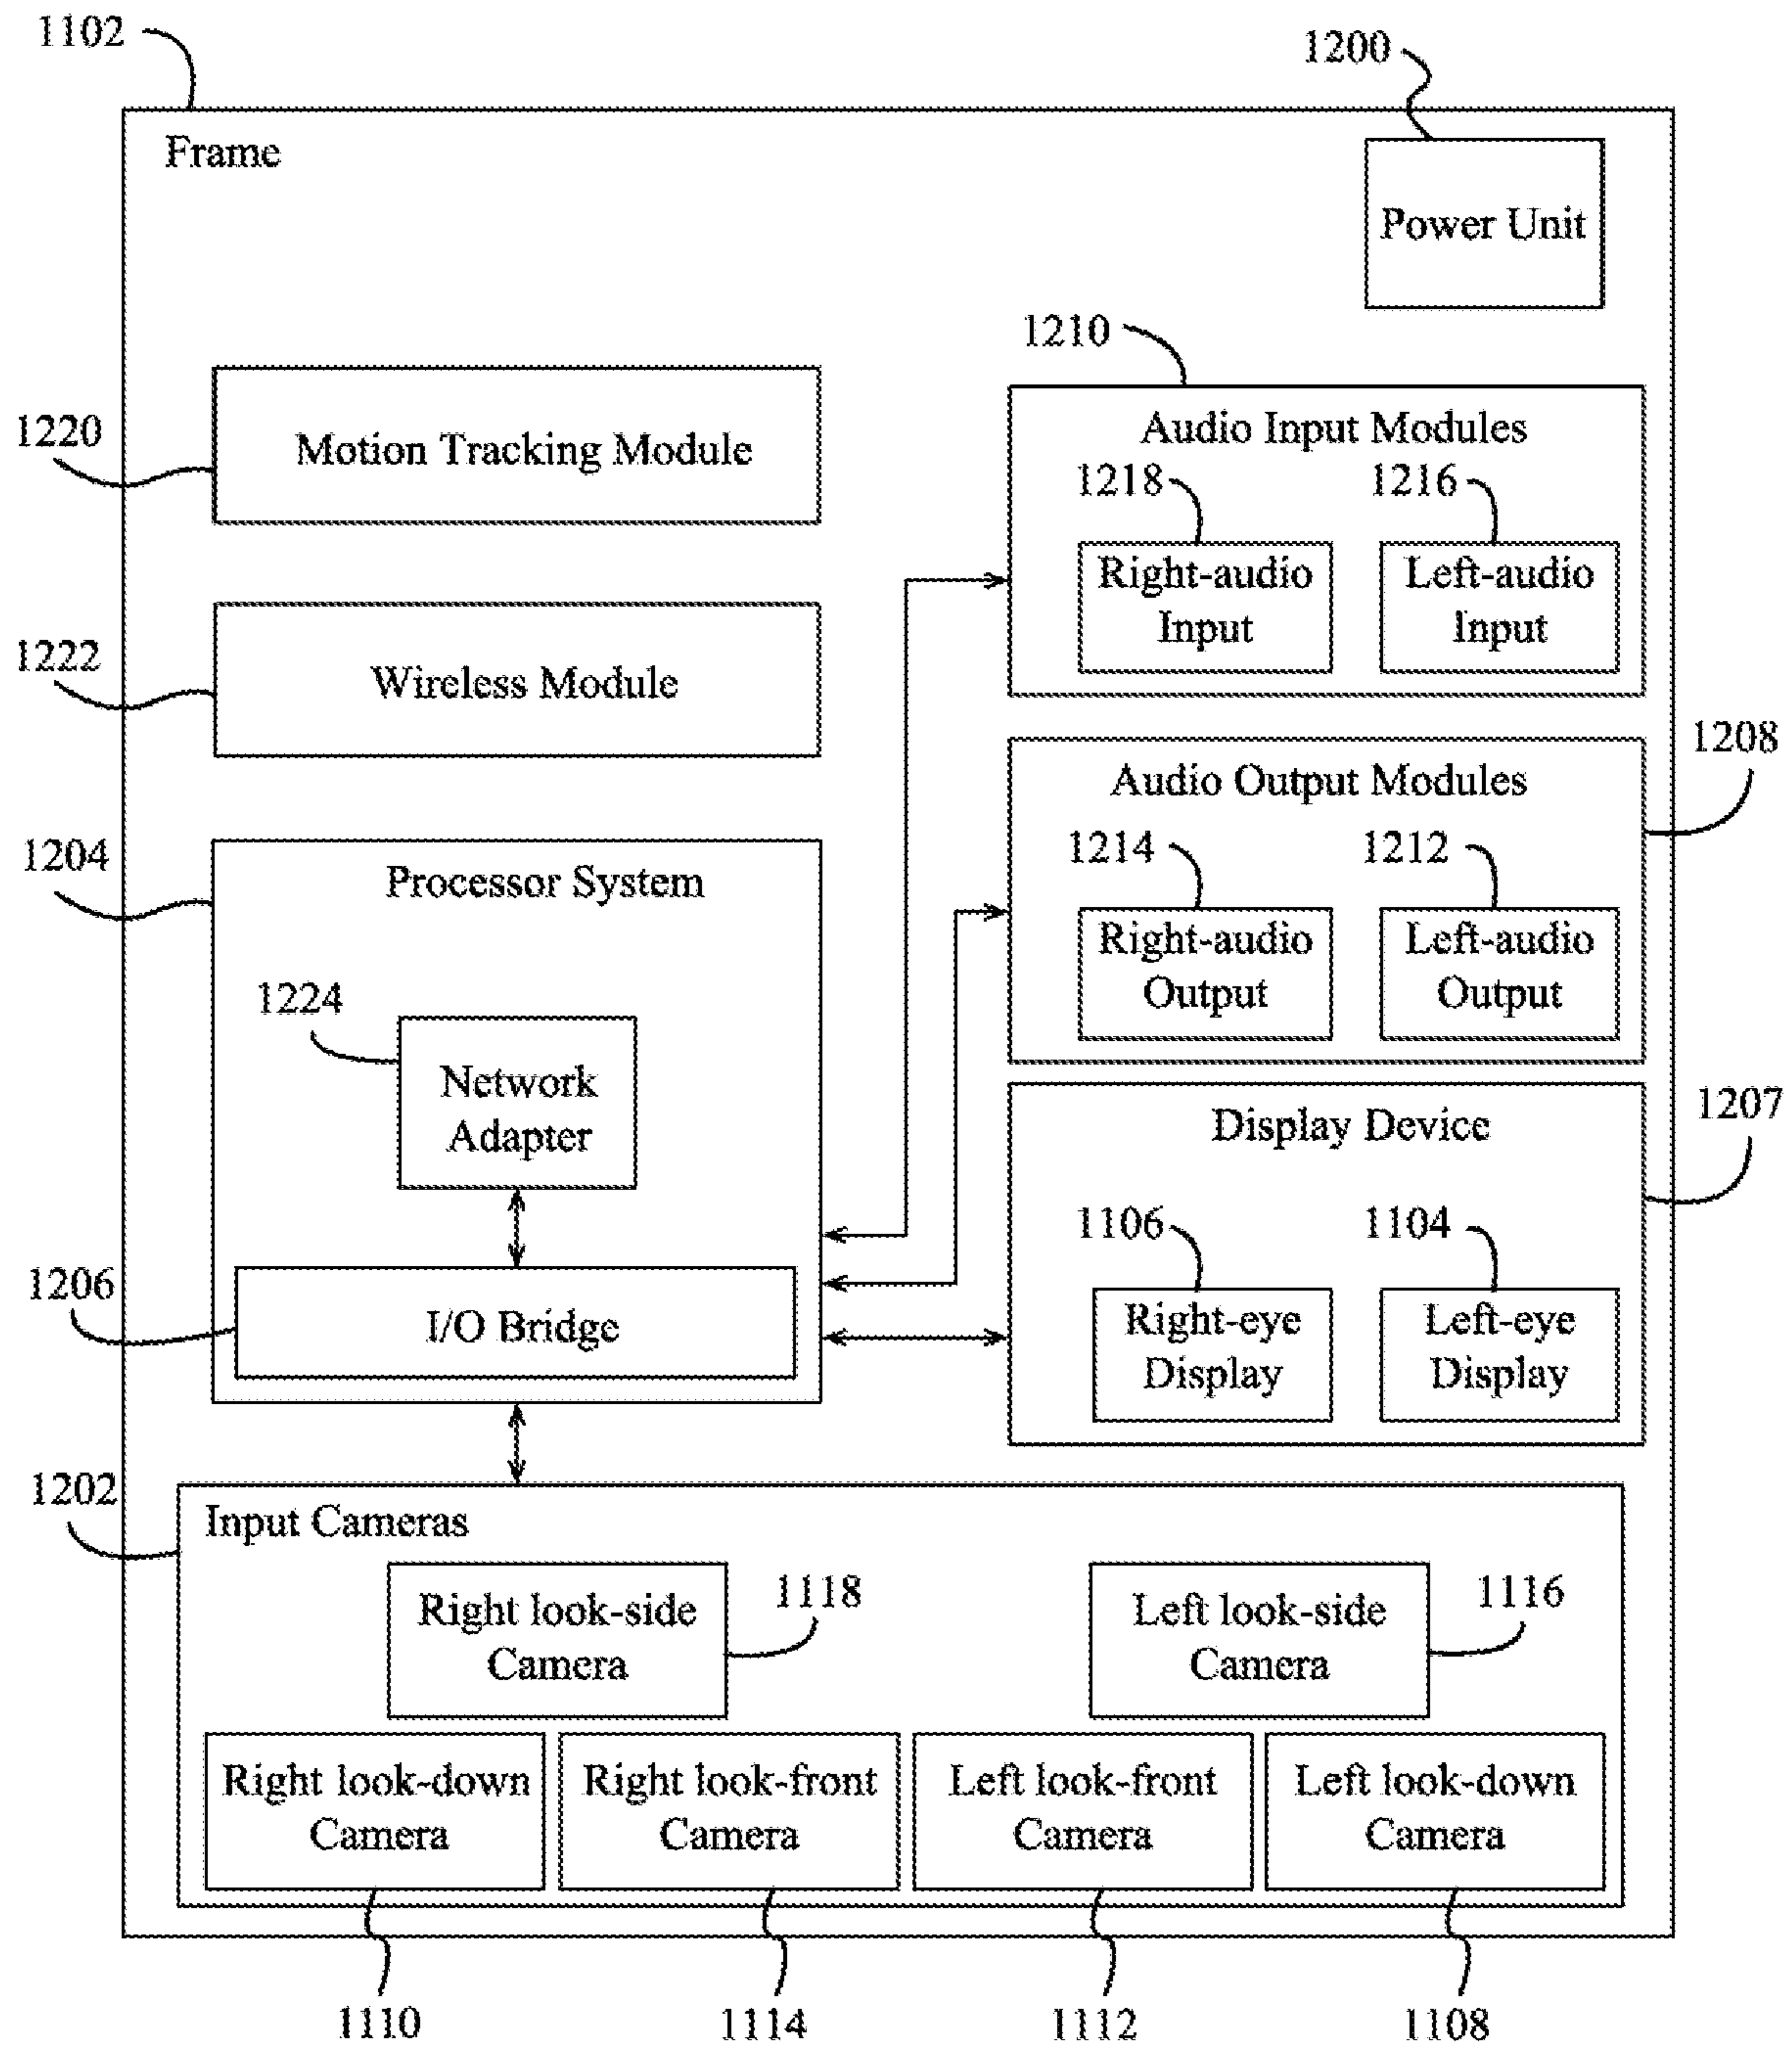 1102
1200
Frame
Power Unit
1210
1220
Motion Tracking Module
Audio Input Modules
1218
1216
Right-audio
Input
Left-audio
Input
1222
Wireless Module
1208
Audio Output Modules
1214
1212
Right-audio
Output
Left-audio
Output
1204
Processor System
1224
Network
Adapter
1207
Display Device
1106
1104
Right-eye
Display
Left-eye
Display
1206
I/O Bridge
1202
Input Cameras
Right look-side
Camera
1118
Left look-side
Camera
1116
Right look-down
Camera
Right look-front
Camera
Left look-front
Camera
Left look-down
Camera
1110
1114
1112
1108